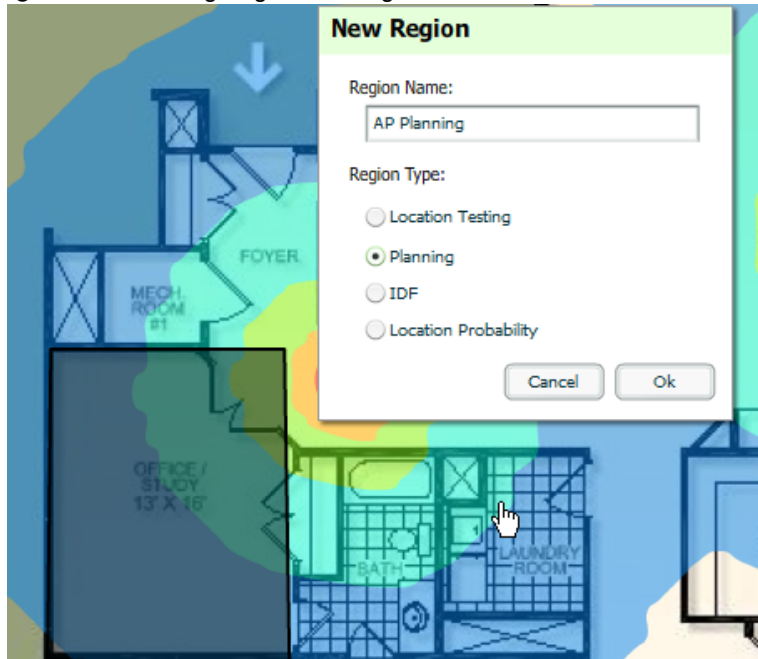 New Region
Region Name:
AP Planning
Region Type:
Location Testing
Planning
IDF
Location Probability
Cancel
Ok
FOYER
MECH.
ROOM
#1
OFFICE /
STUDY
13' X 16'
BATH
1
LAUNDRY
ROOM